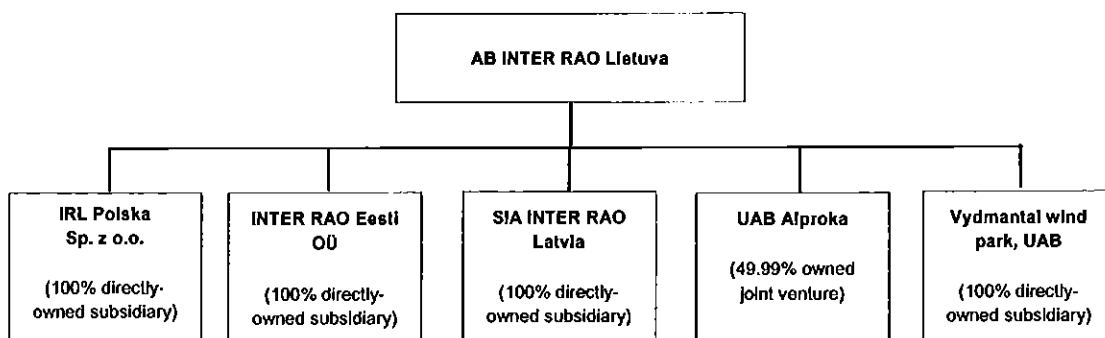 AB INTER RAO Lietuva
IRL Polska
Sp. z o.o.
(100% directly-
owned subsidiary)
INTER RAO Eesti
OÜ
(100% directly-
owned subsidiary)
SIA INTER RAO
Latvia
(100% directly-
owned subsidiary)
UAB Alproka
(49.99% owned
joint venture)
Vydmantai wind
park, UAB
(100% directly-
owned subsidiary)